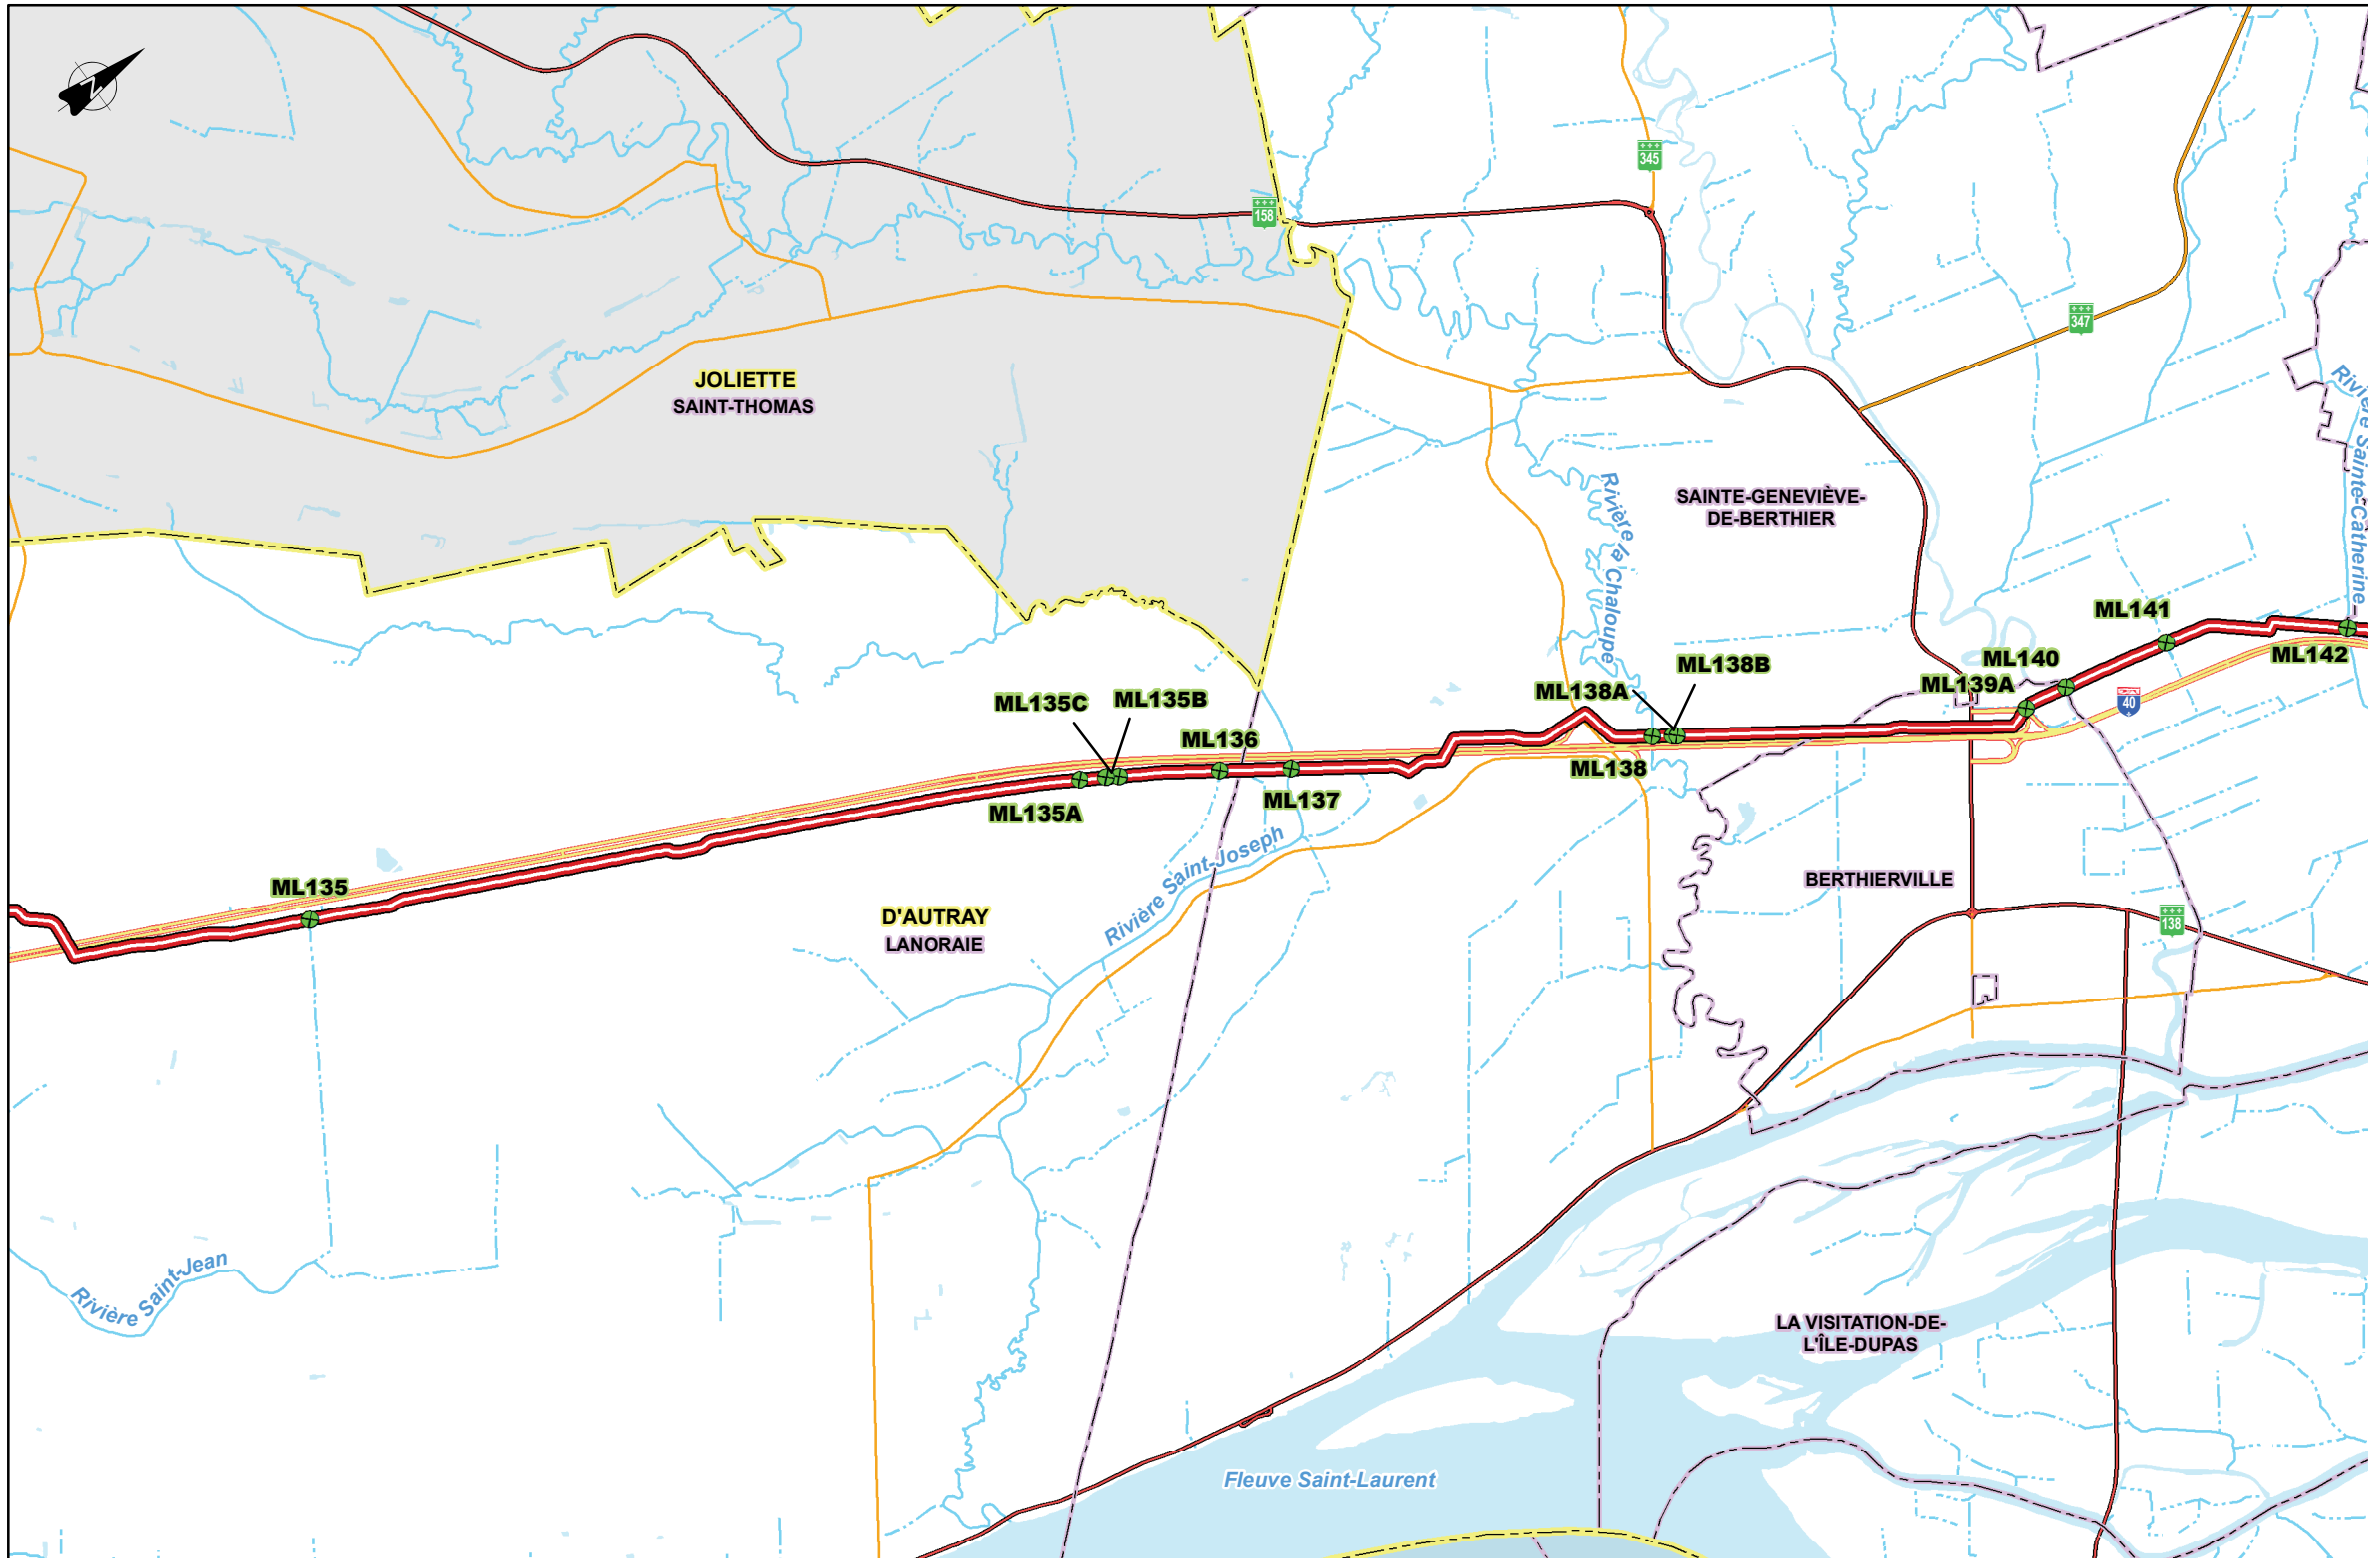 345
158
347
JOLIETTE
SAINT-THOMAS
Rivière Sainte-Catherine
Rivière la Chaloupe
SAINTE-GENEVIÈVE-
DE-BERTHIER
ML141
ML142
ML140
ML139A
ML138B
ML138A
ML138
40
ML135C
ML135B
ML136
ML135A
ML137
ML135
Rivière Saint-Joseph
D'AUTRAY
LANORAIE
BERTHIERVILLE
138
Rivière Saint-Jean
LA VISITATION-DE-
L'ÎLE-DUPAS
Fleuve Saint-Laurent